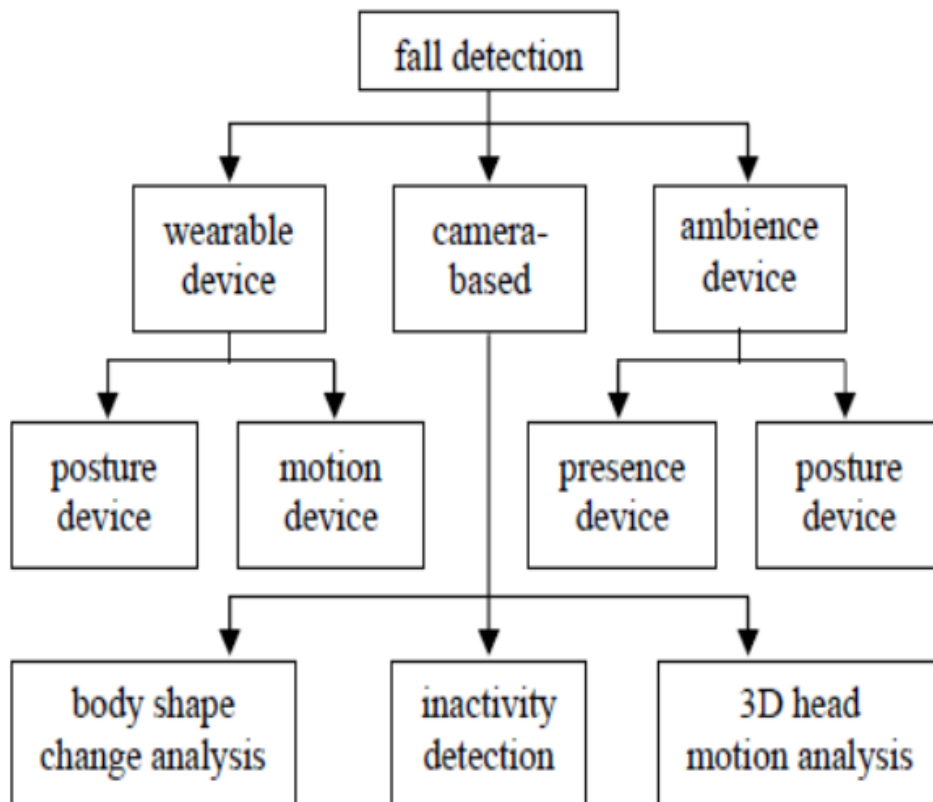 fall detection
wearable
device
camera-
based
ambience
device
posture
device
motion
device
presence
device
posture
device
body shape
change analysis
inactivity
detection
3D head
motion analysis